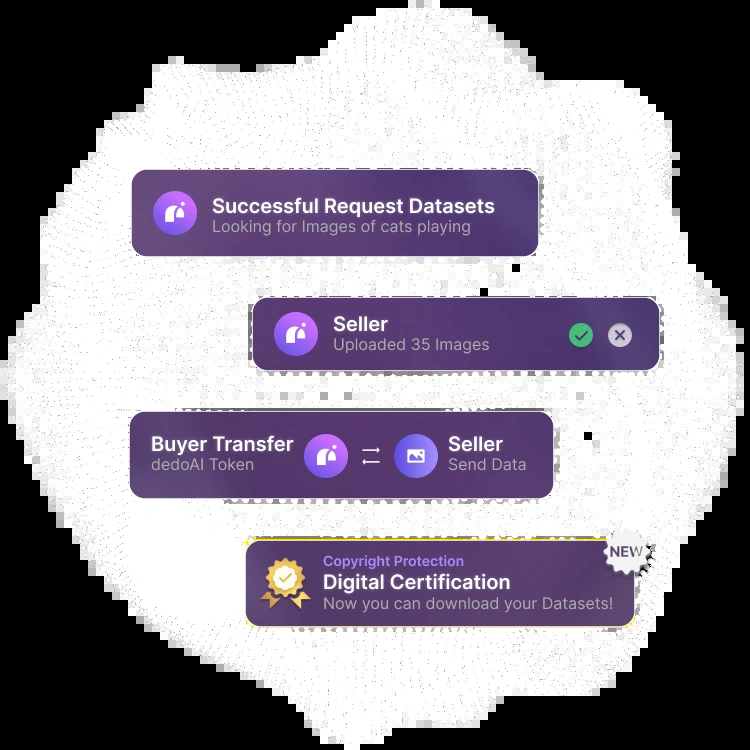 Successful Request Datasets
Looking for Images of cats playing
Seller
Uploaded 35 Images
Buyer Transfer
dedoAI Token
Seller
Send Data
NEW
Copyright Protection
Digital Certification
Now you can download your Datasets!